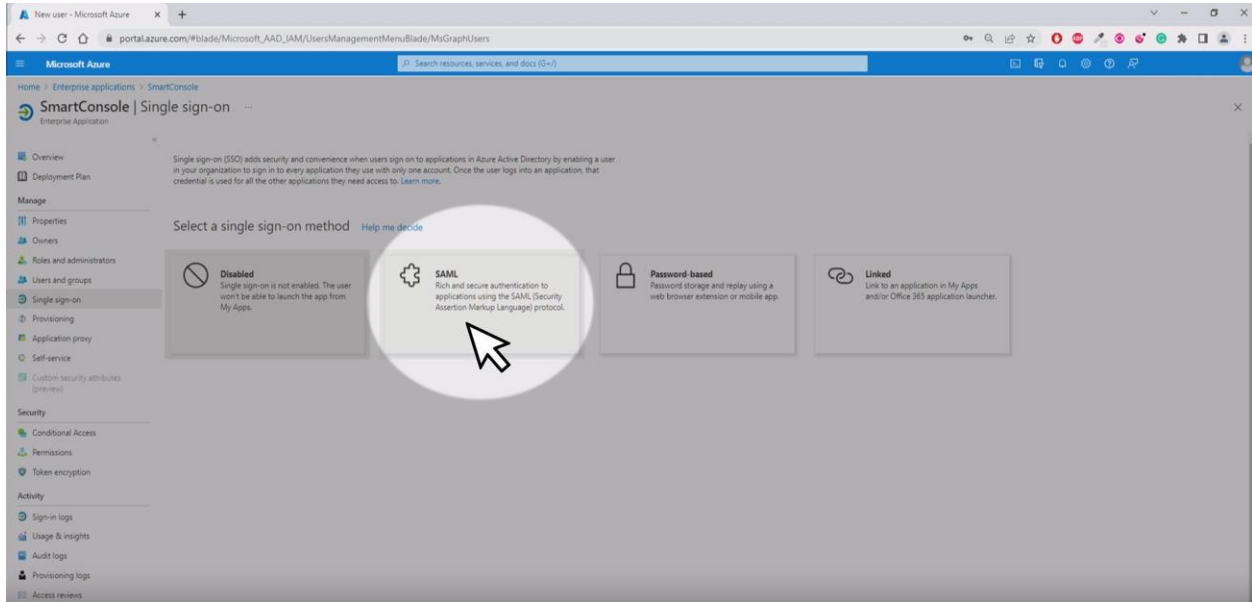 New user - Microsoft Azure
portal.azure.com/#blade/Microsoft_AAD_IAM/UsersManagementMenuBlade/MsGraphUsers
Microsoft Azure
Search resources, services, and docs (G+/)
Home > Enterprise applications > SmartConsole
SmartConsole | Single sign-on ...
Enterprise Application
Overview
Deployment Plan
Manage
Properties
Owners
Roles and administrators
Users and groups
Single sign-on
Provisioning
Application proxy
Self-service
Custom security attributes
(preview)
Security
Conditional Access
Permissions
Token encryption
Activity
Sign-in logs
Usage & insights
Audit logs
Provisioning logs
Access reviews
Single sign-on (SSO) adds security and convenience when users sign on to applications in Azure Active Directory by enabling a user
in your organization to sign in to every application they use with only one account. Once the user logs into an application, that
credential is used for all the other applications they need access to. Learn more.
Select a single sign-on method Help me decide
Disabled
Single sign-on is not enabled. The user
won't be able to launch the app from
My Apps.
SAML
Rich and secure authentication to
applications using the SAML (Security
Assertion Markup Language) protocol.
Password-based
Password storage and replay using a
web browser extension or mobile app.
Linked
Link to an application in My Apps
and/or Office 365 application launcher.